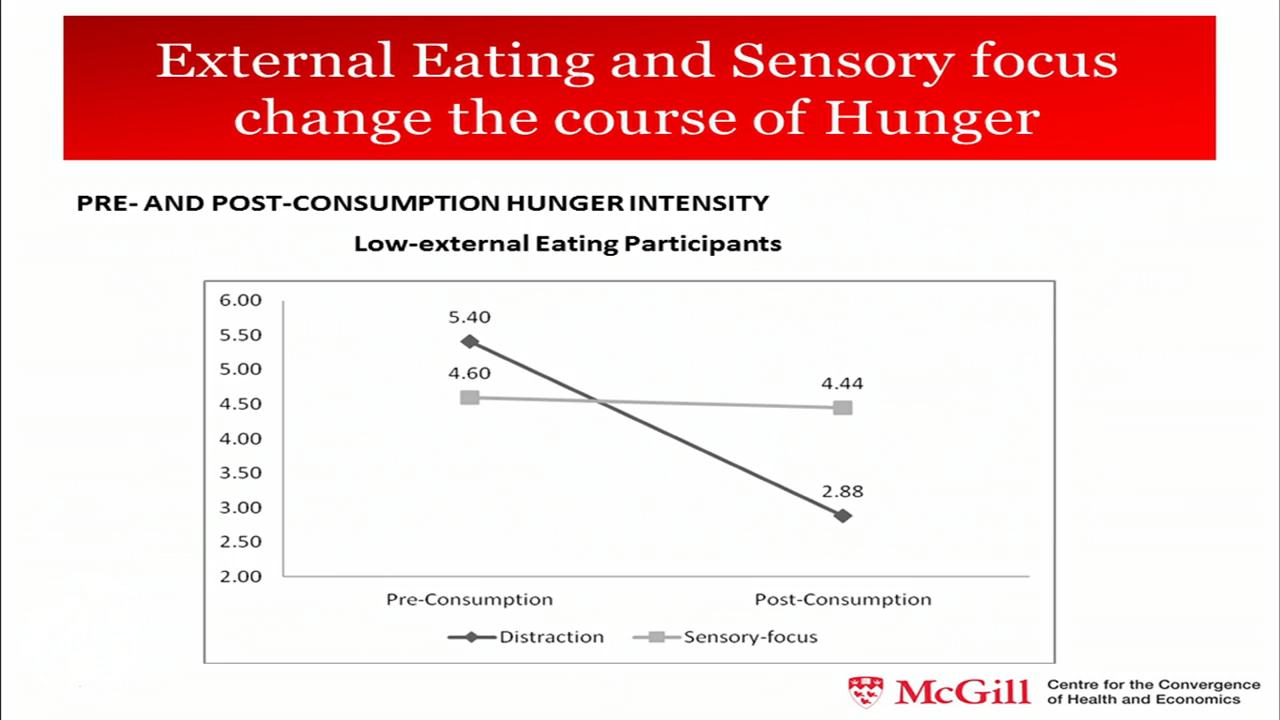 External Eating and Sensory focus
change the course of Hunger
PRE- AND POST-CONSUMPTION HUNGER INTENSITY
Low-external Eating Participants
6.00
5.50
5.00
4.50
4.00
3.50
3.00
2.50
2.00
5.40
4.60
4.44
2.88
Pre-Consumption Post-Consumption
Distraction Sensory-focus
McGill
Centre for the Convergence
of Health and Economics